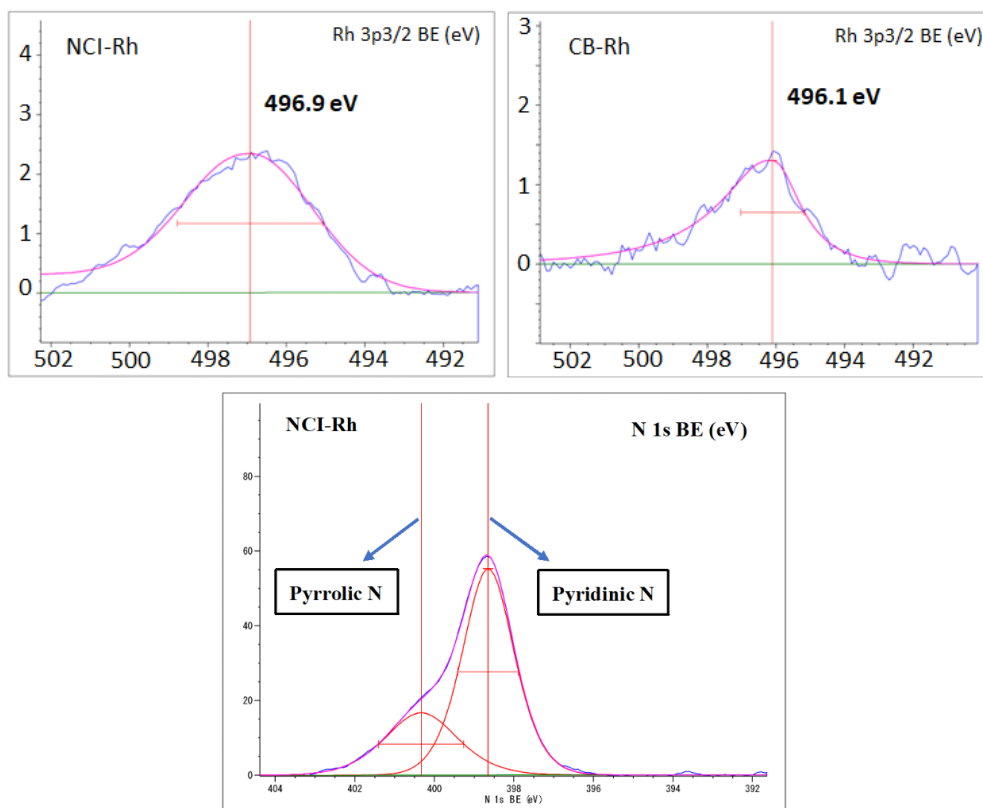 NCI-Rh
Rh 3p3/2 BE (eV)
496.9 eV
4
3
2
1
0
502 500 498 496 494 492
CB-Rh
Rh 3p3/2 BE (eV)
496.1 eV
3
2
1
0
502 500 498 496 494 492
NCI-Rh
N 1s BE (eV)
Pyrrolic N
Pyridinic N
80
60
40
20
0
404 402 400 398 396 394 392
N 1s BE (eV)